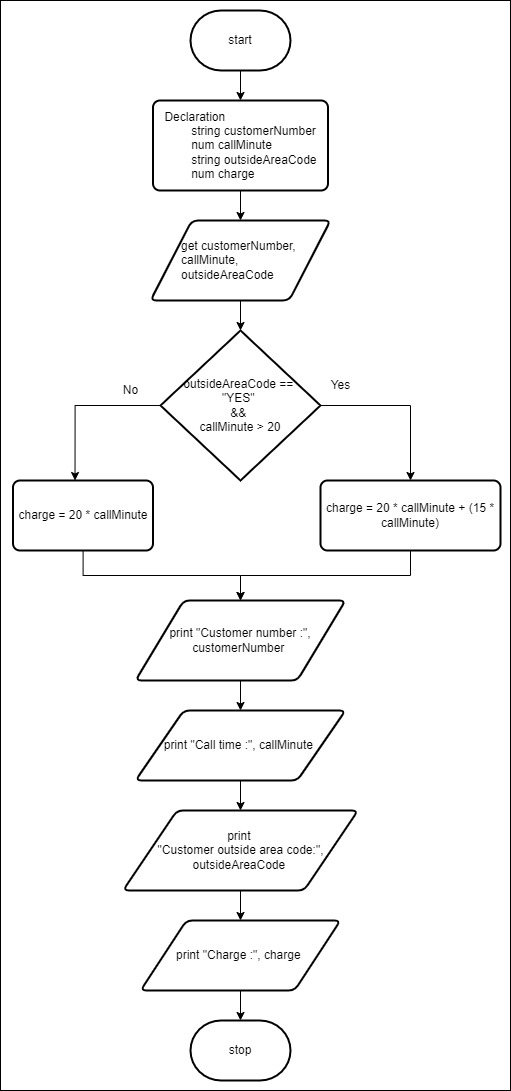 start
Declaration
string customerNumber
num callMinute
string outsideAreaCode
num charge
get customerNumber,
callMinute,
outsideAreaCode
outsideAreaCode ==
"YES"
&&
callMinute > 20
No
Yes
charge = 20 * callMinute
charge = 20 * callMinute + (15 *
callMinute)
print "Customer number :",
customerNumber
print "Call time :", callMinute
print
"Customer outside area code:",
outsideAreaCode
print "Charge :", charge
stop